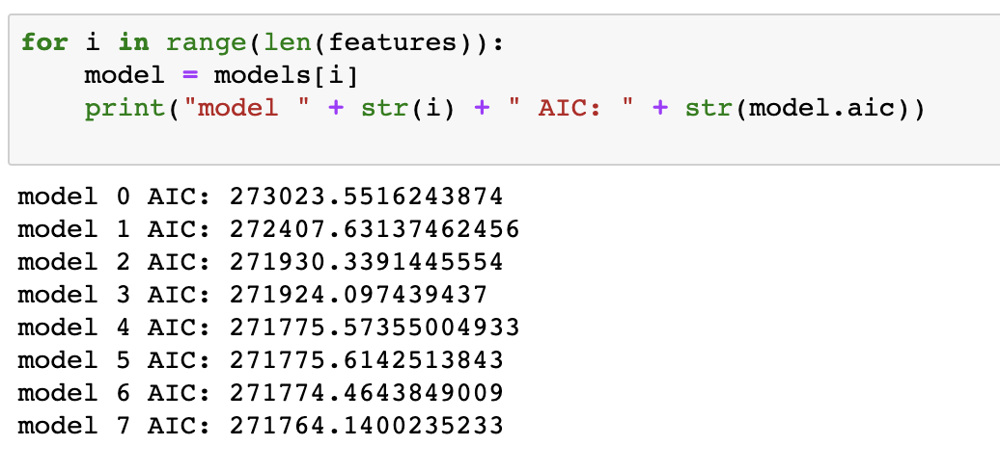 for i in range(len(features)):
    model = models[i]
    print("model " + str(i) + " AIC: " + str(model.aic))
model 0 AIC: 273023.5516243874
model 1 AIC: 272407.63137462456
model 2 AIC: 271930.3391445554
model 3 AIC: 271924.097439437
model 4 AIC: 271775.57355004933
model 5 AIC: 271775.6142513843
model 6 AIC: 271774.4643849009
model 7 AIC: 271764.1400235233